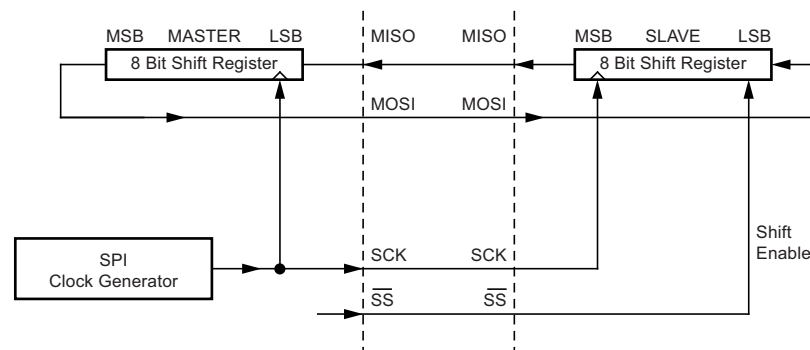 MSB MASTER LSB MISO MISO MSB SLAVE LSB
8 Bit Shift Register 8 Bit Shift Register
MOSI MOSI
SPI
Clock Generator
SCK SCK
Shift
Enable
SS SS